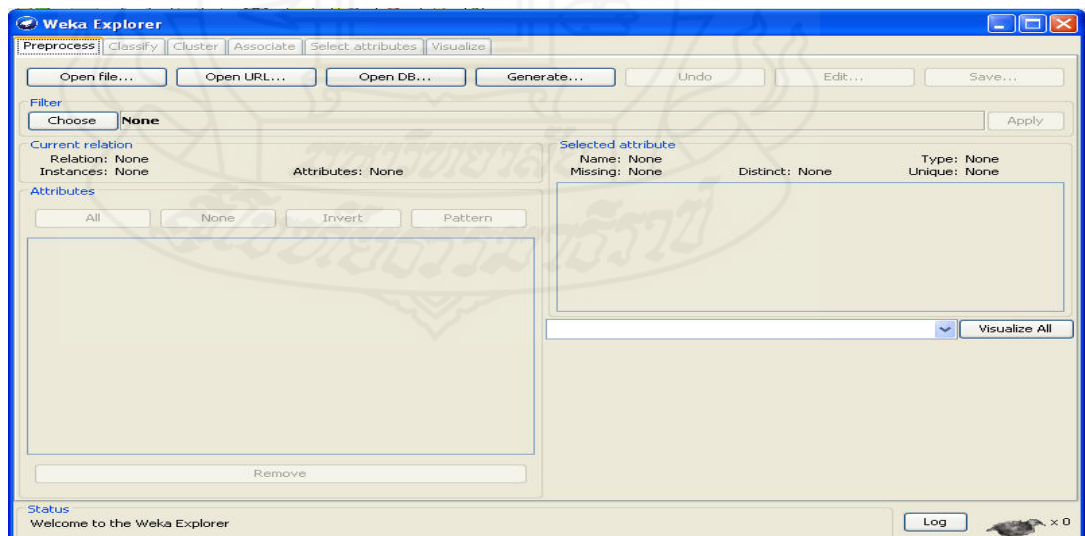 Weka Explorer
Preprocess Classify Cluster Associate Select attributes Visualize
Open file... Open URL... Open DB... Generate... Undo Edit... Save...
Filter
Choose None Apply
Current relation
Relation: None
Instances: None Attributes: None
Selected attribute
Name: None Type: None
Missing: None Distinct: None Unique: None
Attributes
All None Invert Pattern
Visualize All
Remove
Status
Welcome to the Weka Explorer
Log x 0